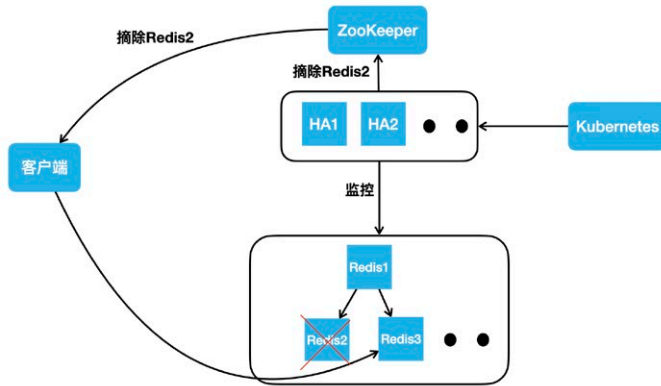 ZooKeeper
摘除Redis2
摘除Redis2
HA1
HA2
Kubernetes
客户端
监控
Redis1
Redis2
Redis3